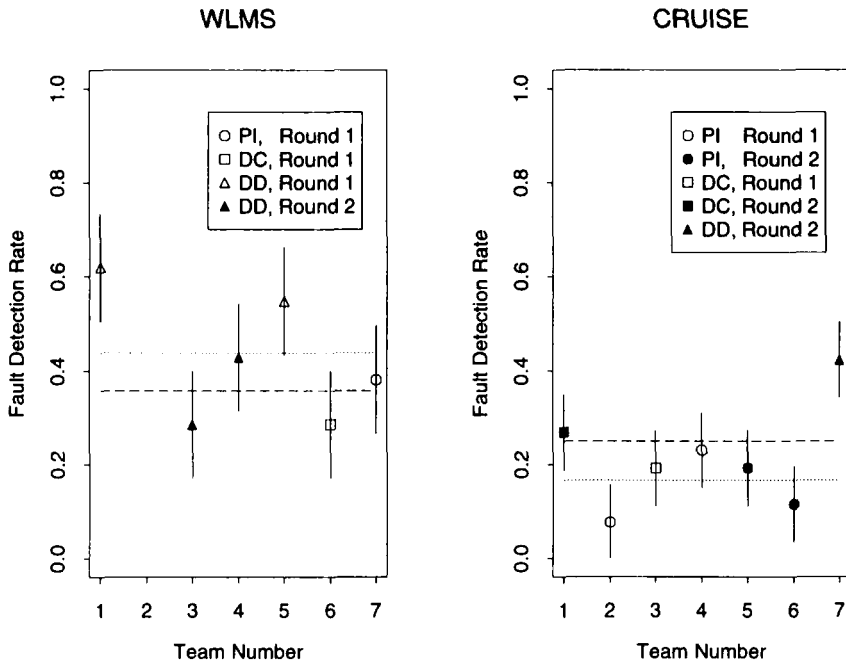 WLMS
Fault Detection Rate
1.0
0.8
0.6
0.4
0.2
0.0
PI, Round 1
DC, Round 1
DD, Round 1
DD, Round 2
1 2 3 4 5 6 7
Team Number
CRUISE
Fault Detection Rate
1.0
0.8
0.6
0.4
0.2
0.0
PI Round 1
PI, Round 2
DC, Round 1
DC, Round 2
DD, Round 2
1 2 3 4 5 6 7
Team Number